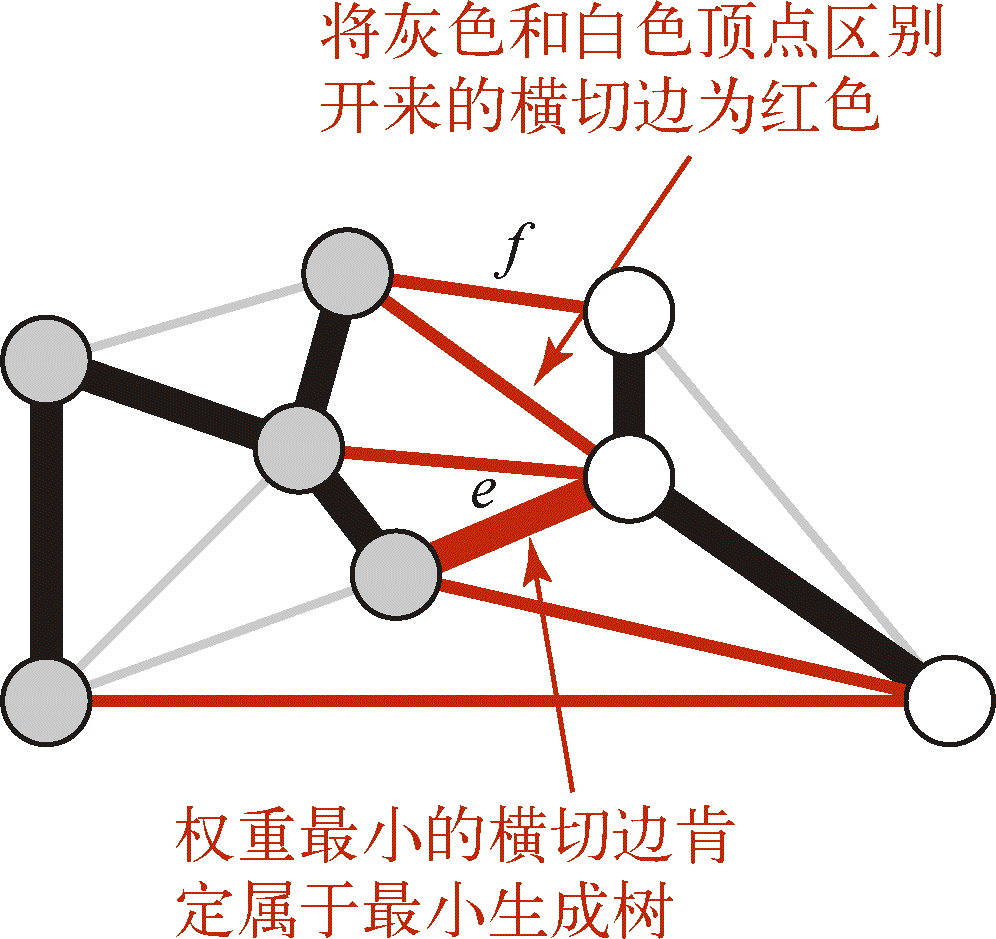 将灰色和白色顶点区别
开来的横切边为红色
f
e
权重最小的横切边肯
定属于最小生成树